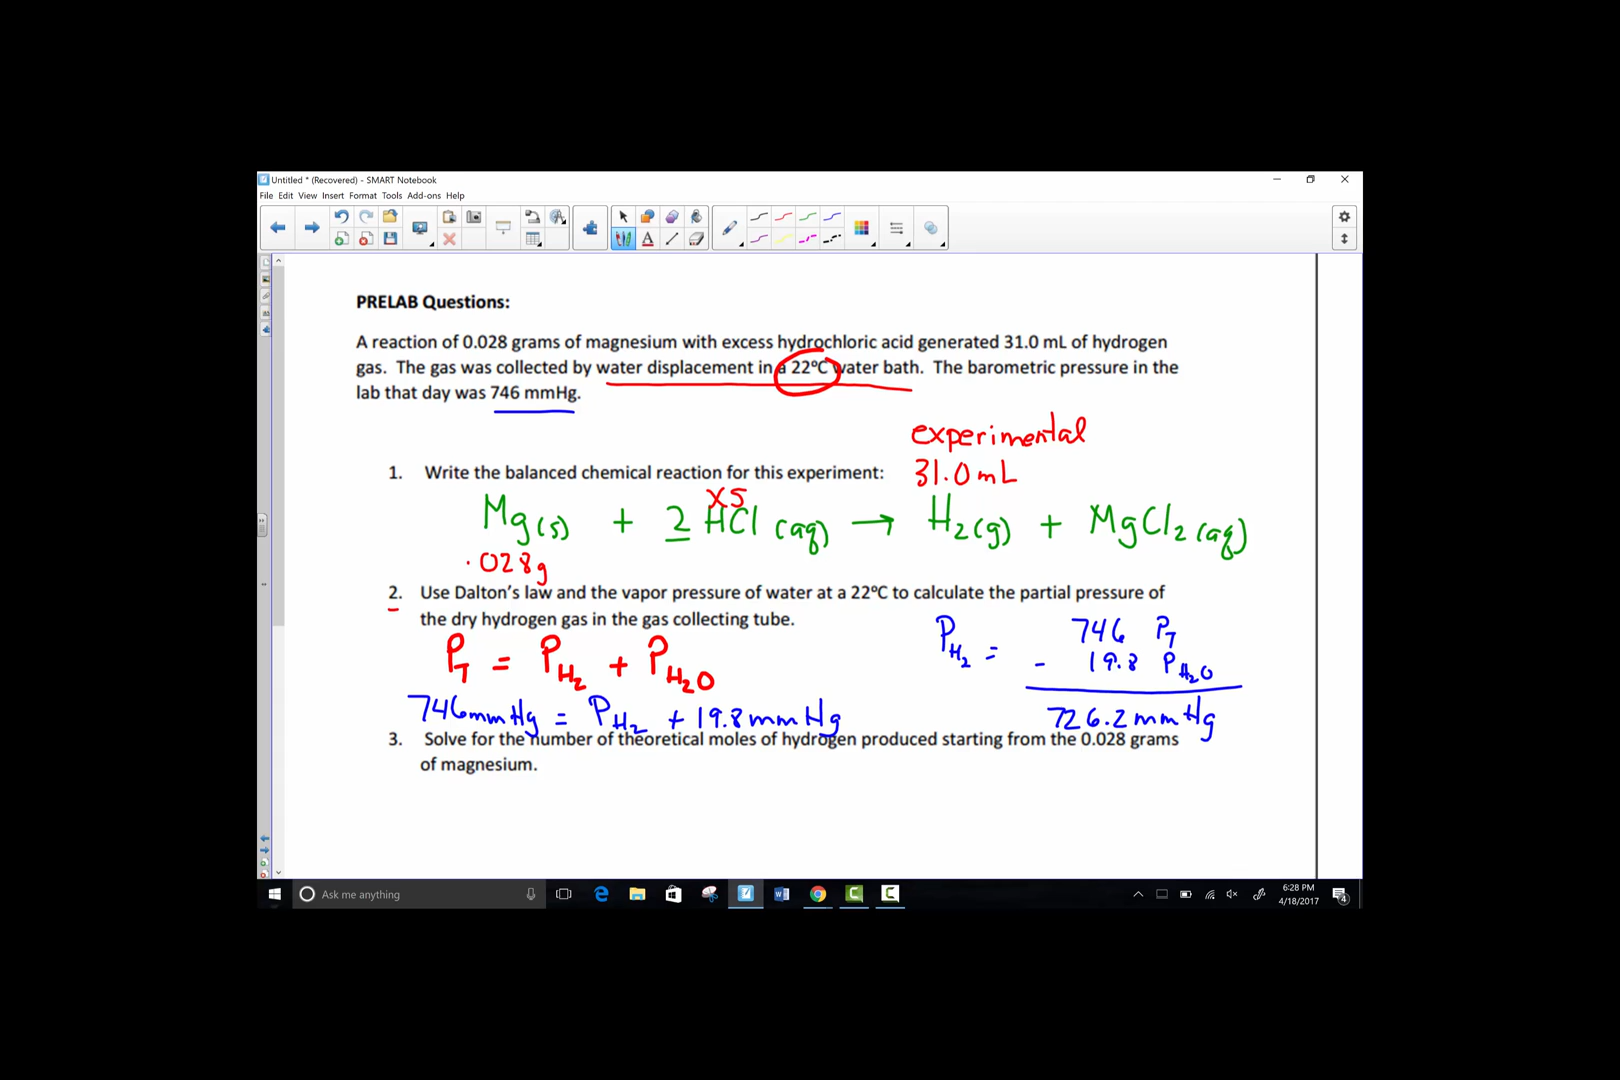 Untitled * (Recovered) - SMART Notebook
File Edit View Insert Format Tools Add-ons Help
PRELAB Questions:
A reaction of 0.028 grams of magnesium with excess hydrochloric acid generated 31.0 mL of hydrogen
gas. The gas was collected by water displacement in a 22ºC water bath. The barometric pressure in the
lab that day was 746 mmHg.
experimental
1. Write the balanced chemical reaction for this experiment: 31.0 mL
XS
Mg(s) + 2 HCl (aq) → H2(g) + MgCl2 (aq)
.028g
2. Use Dalton's law and the vapor pressure of water at a 22ºC to calculate the partial pressure of
the dry hydrogen gas in the gas collecting tube.
PT = PH2 + PH2O
PH2 = 746 PT
- 19.8 PH2O
746mmHg = PH2 + 19.8mmHg
726.2mmHg
3. Solve for the number of theoretical moles of hydrogen produced starting from the 0.028 grams
of magnesium.
Ask me anything
6:28 PM
4/18/2017
4